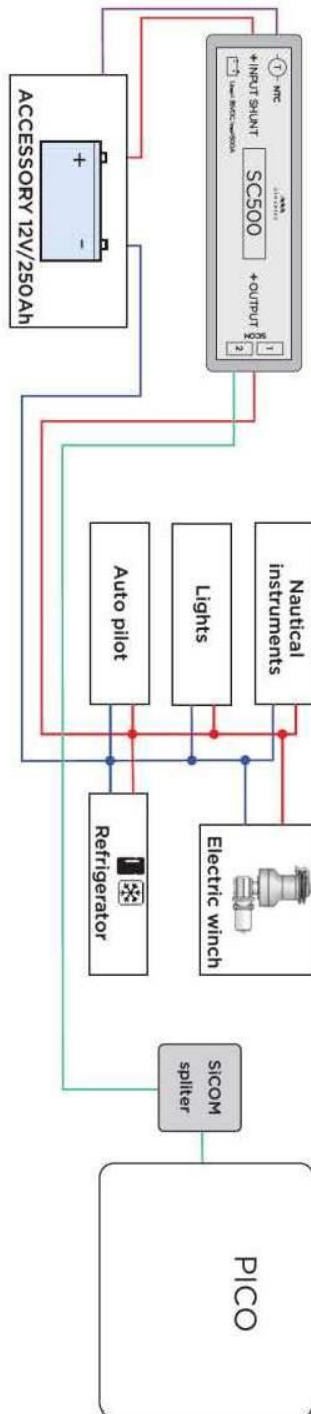 NTC
+INPUT SHUNT
SC500
+OUTPUT
SiCOM
1
2
+
-
ACCESSORY 12V/250Ah
Nautical
instruments
Lights
Auto pilot
Electric winch
Refrigerator
SiCOM
spliter
PICO